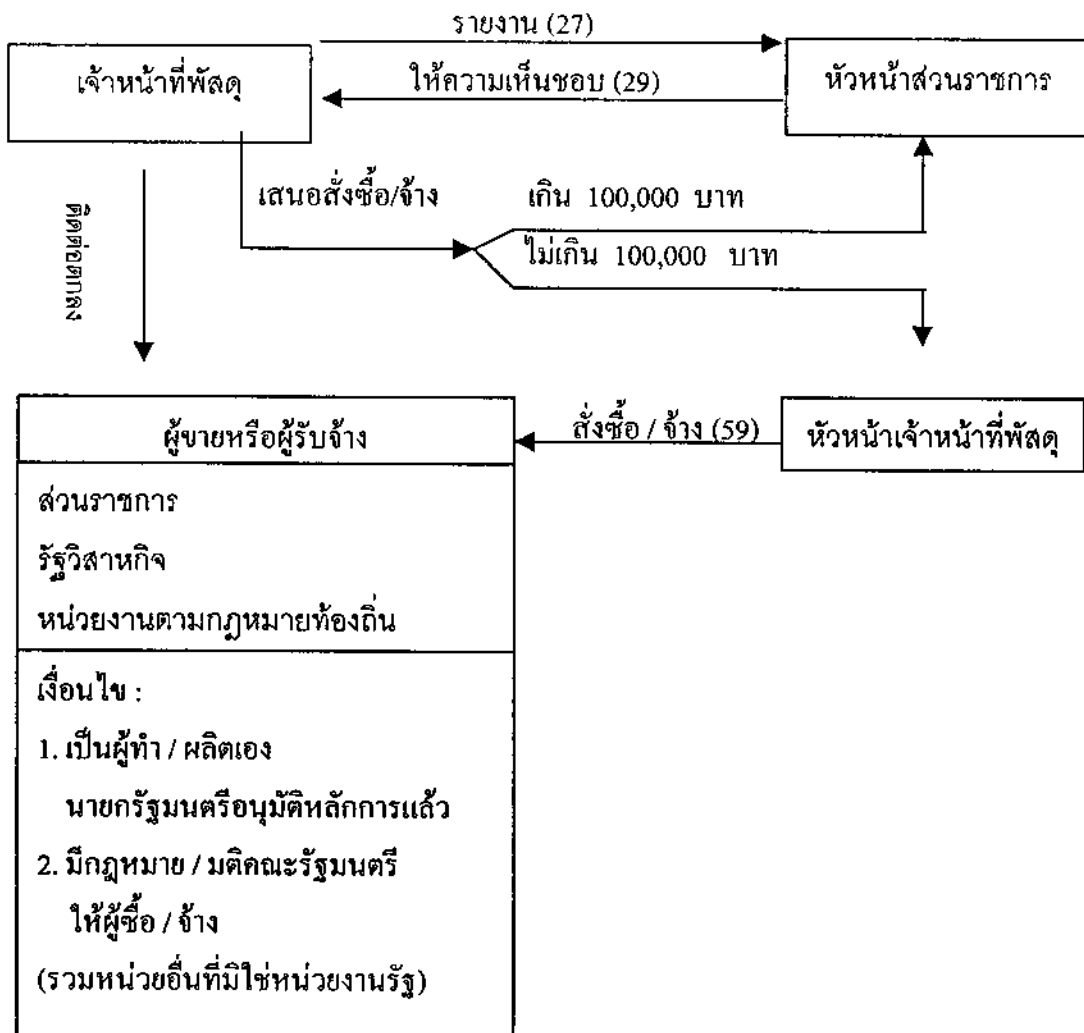 รายงาน (27)
เจ้าหน้าที่พัสดุ
ให้ความเห็นชอบ (29)
หัวหน้าส่วนราชการ
เสนอสั่งซื้อ/จ้าง
เกิน 100,000 บาท
ไม่เกิน 100,000 บาท
ติดต่อตกลง
ผู้ขายหรือผู้รับจ้าง
สั่งซื้อ / จ้าง (59)
หัวหน้าเจ้าหน้าที่พัสดุ
ส่วนราชการ
รัฐวิสาหกิจ
หน่วยงานตามกฎหมายท้องถิ่น
เงื่อนไข :
1. เป็นผู้ทำ / ผลิตเอง
นายกรัฐมนตรีอนุมัติหลักการแล้ว
2. มีกฎหมาย / มติคณะรัฐมนตรี
ให้ผู้ซื้อ / จ้าง
(รวมหน่วยอื่นที่มิใช่หน่วยงานรัฐ)